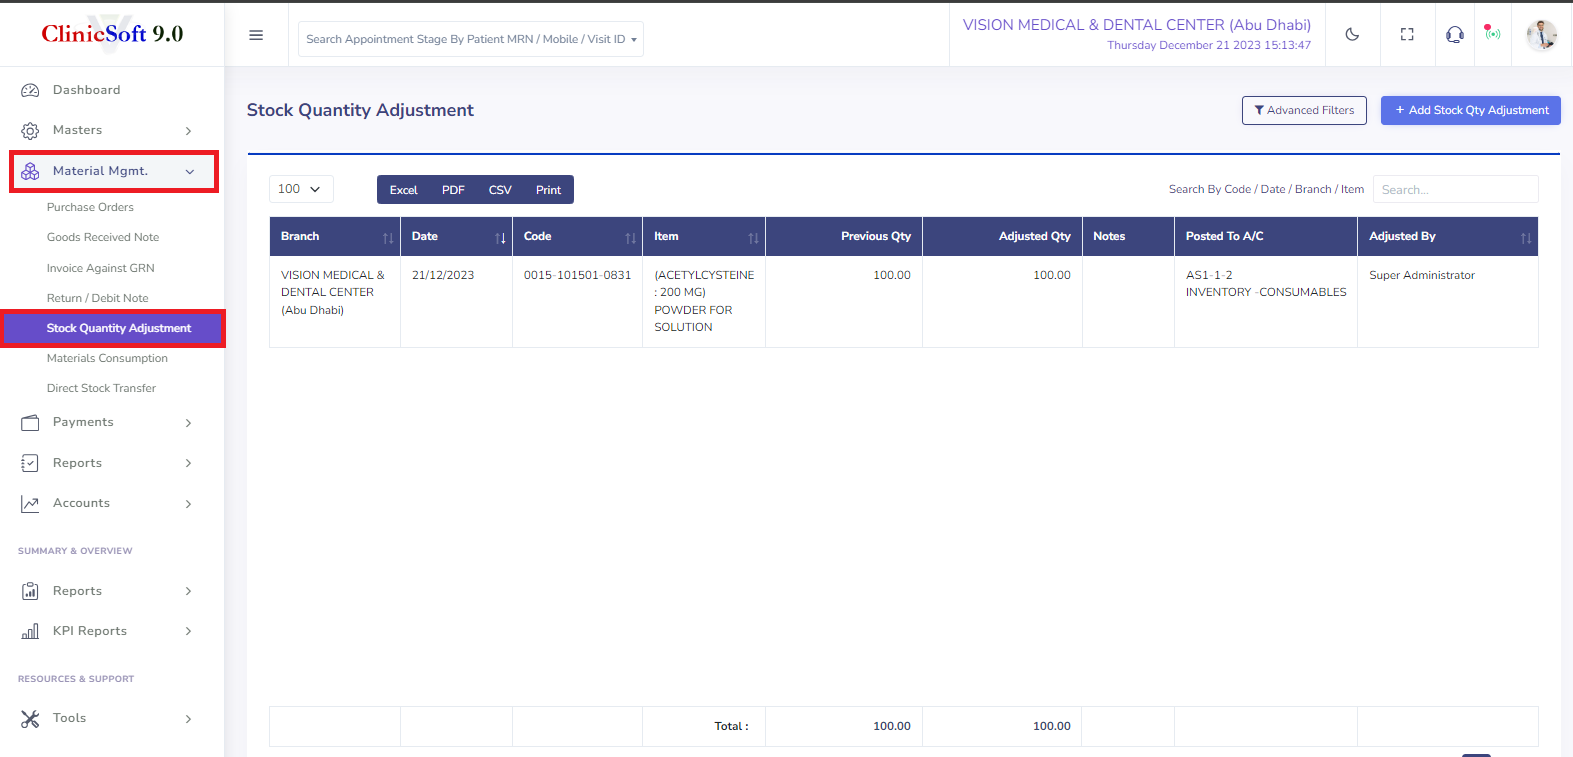 ClinicSoft 9.0
Search Appointment Stage By Patient MRN / Mobile / Visit ID
VISION MEDICAL & DENTAL CENTER (Abu Dhabi)
Thursday December 21 2023 15:13:47
Dashboard
Masters
Material Mgmt.
Purchase Orders
Goods Received Note
Invoice Against GRN
Return / Debit Note
Stock Quantity Adjustment
Materials Consumption
Direct Stock Transfer
Payments
Reports
Accounts
SUMMARY & OVERVIEW
Reports
KPI Reports
RESOURCES & SUPPORT
Tools
Stock Quantity Adjustment
Advanced Filters
+ Add Stock Qty Adjustment
100
Excel PDF CSV Print
Search By Code / Date / Branch / Item
Search...
Branch Date Code Item Previous Qty Adjusted Qty Notes Posted To A/C Adjusted By
VISION MEDICAL & 21/12/2023 0015-101501-0831 (ACETYLCYSTEINE 100.00 100.00 AS1-1-2 Super Administrator
DENTAL CENTER : 200 MG) INVENTORY -CONSUMABLES
(Abu Dhabi) POWDER FOR
SOLUTION
Total : 100.00 100.00